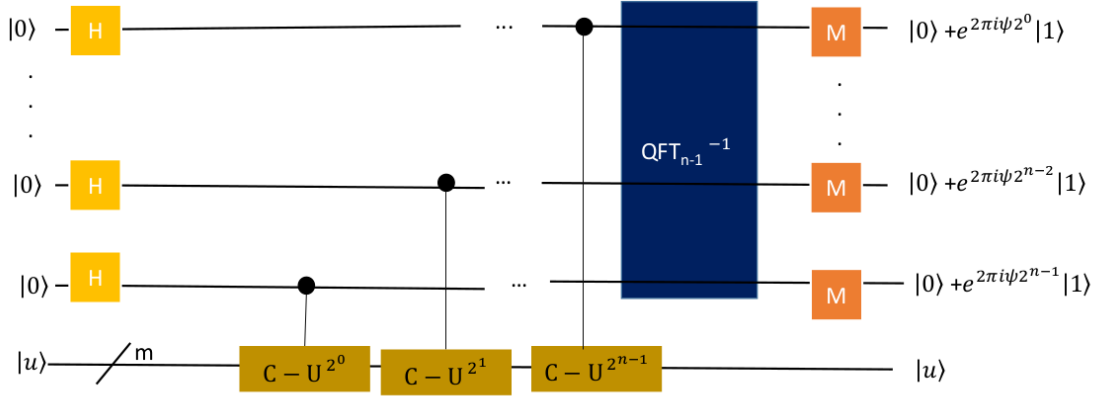 |0⟩ H ... M |0⟩ +e^{2πiψ2^0}|1⟩
. . .
. . .
. . .
QFT_{n-1}^{-1}
|0⟩ H ... M |0⟩ +e^{2πiψ2^{n-2}}|1⟩
|0⟩ H ... M |0⟩ +e^{2πiψ2^{n-1}}|1⟩
|u⟩ m C − U^{2^0} C − U^{2^1} C − U^{2^{n-1}} |u⟩